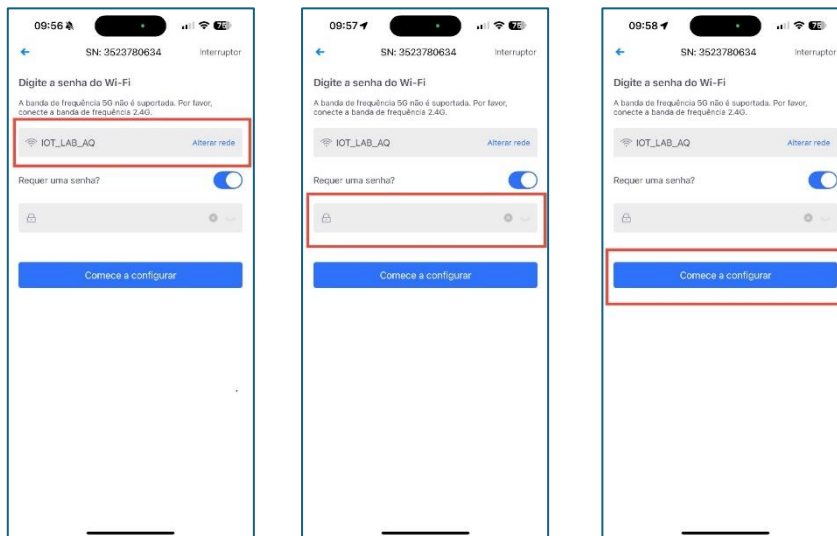 09:56
75
SN: 3523780634
Interruptor
Digite a senha do Wi-Fi
A banda de frequência 5G não é suportada. Por favor,
conecte a banda de frequência 2.4G.
IOT_LAB_AQ
Alterar rede
Requer uma senha?
Comece a configurar
09:57
75
SN: 3523780634
Interruptor
Digite a senha do Wi-Fi
A banda de frequência 5G não é suportada. Por favor,
conecte a banda de frequência 2.4G.
IOT_LAB_AQ
Alterar rede
Requer uma senha?
Comece a configurar
09:58
75
SN: 3523780634
Interruptor
Digite a senha do Wi-Fi
A banda de frequência 5G não é suportada. Por favor,
conecte a banda de frequência 2.4G.
IOT_LAB_AQ
Alterar rede
Requer uma senha?
Comece a configurar